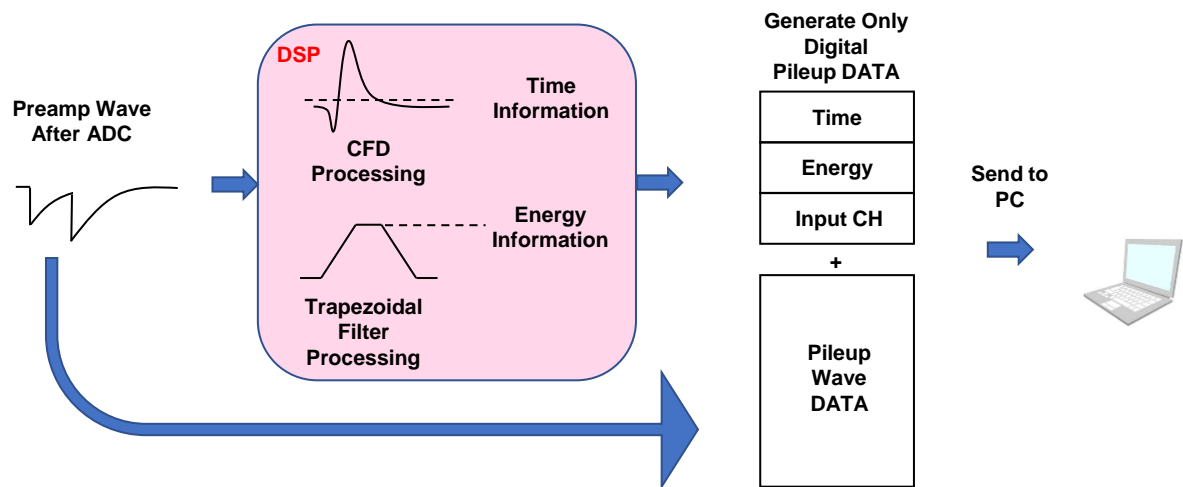 Preamp Wave
After ADC
DSP
CFD
Processing
Time
Information
Trapezoidal
Filter
Processing
Energy
Information
Generate Only
Digital
Pileup DATA
Time
Energy
Input CH
+
Pileup
Wave
DATA
Send to
PC